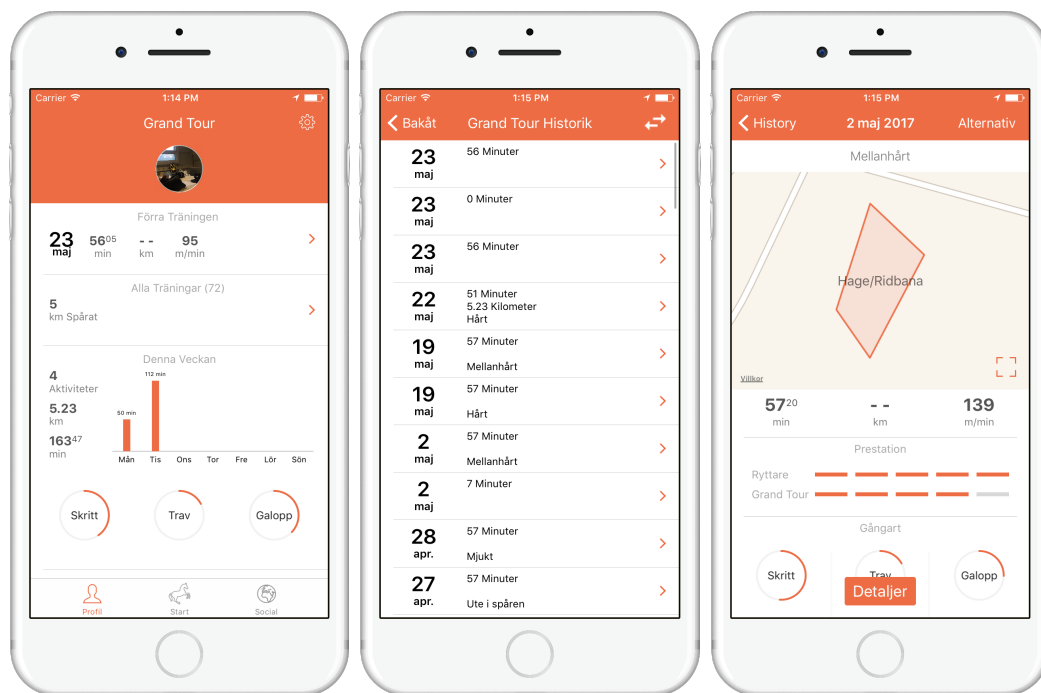 Carrier 1:14 PM
Grand Tour
Förra Träningen
23 maj
56⁰⁵ min
- - km
95 m/min
Alla Träningar (72)
5
km Spårat
Denna Veckan
4
Aktiviteter
5.23
km
163⁴⁷
min
50 min
112 min
Mån Tis Ons Tor Fre Lör Sön
Skritt Trav Galopp
Profil Start Social
Carrier 1:15 PM
Bakåt Grand Tour Historik
23 maj
56 Minuter
23 maj
0 Minuter
23 maj
56 Minuter
22 maj
51 Minuter
5.23 Kilometer
Hårt
19 maj
57 Minuter
Mellanhårt
19 maj
57 Minuter
Hårt
2 maj
57 Minuter
Mellanhårt
2 maj
7 Minuter
28 apr.
57 Minuter
Mjukt
27 apr.
57 Minuter
Ute i spåren
Carrier 1:15 PM
History 2 maj 2017 Alternativ
Mellanhårt
Hage/Ridbana
Villkor
57²⁰ - - 139
min km m/min
Prestation
Ryttare
Grand Tour
Gångart
Skritt Trav Galopp
Detaljer